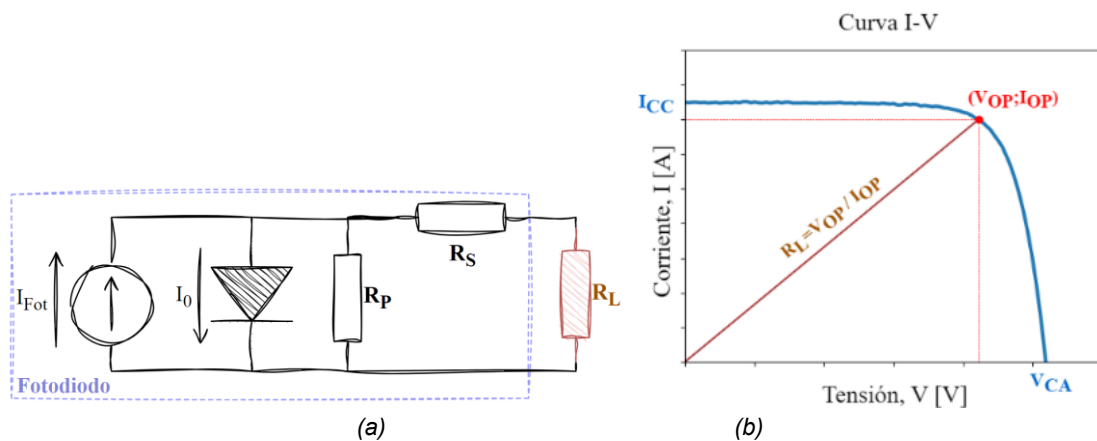 I_Fot
I_0
R_P
R_S
R_L
Fotodiodo
(a)
Curva I-V
I_CC
(V_OP;I_OP)
R_L=V_OP / I_OP
Corriente, I [A]
V_CA
Tensión, V [V]
(b)